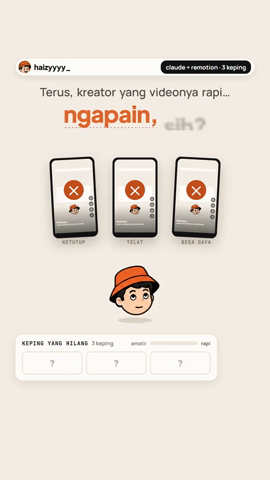 haizyyyy_
claude + remotion · 3 keping
Terus, kreator yang videonya rapi...
ngapain, sih?
KETUTUP
TELAT
BEDA GAYA
KEPING YANG HILANG 3 keping
amatir
rapi
? ? ?